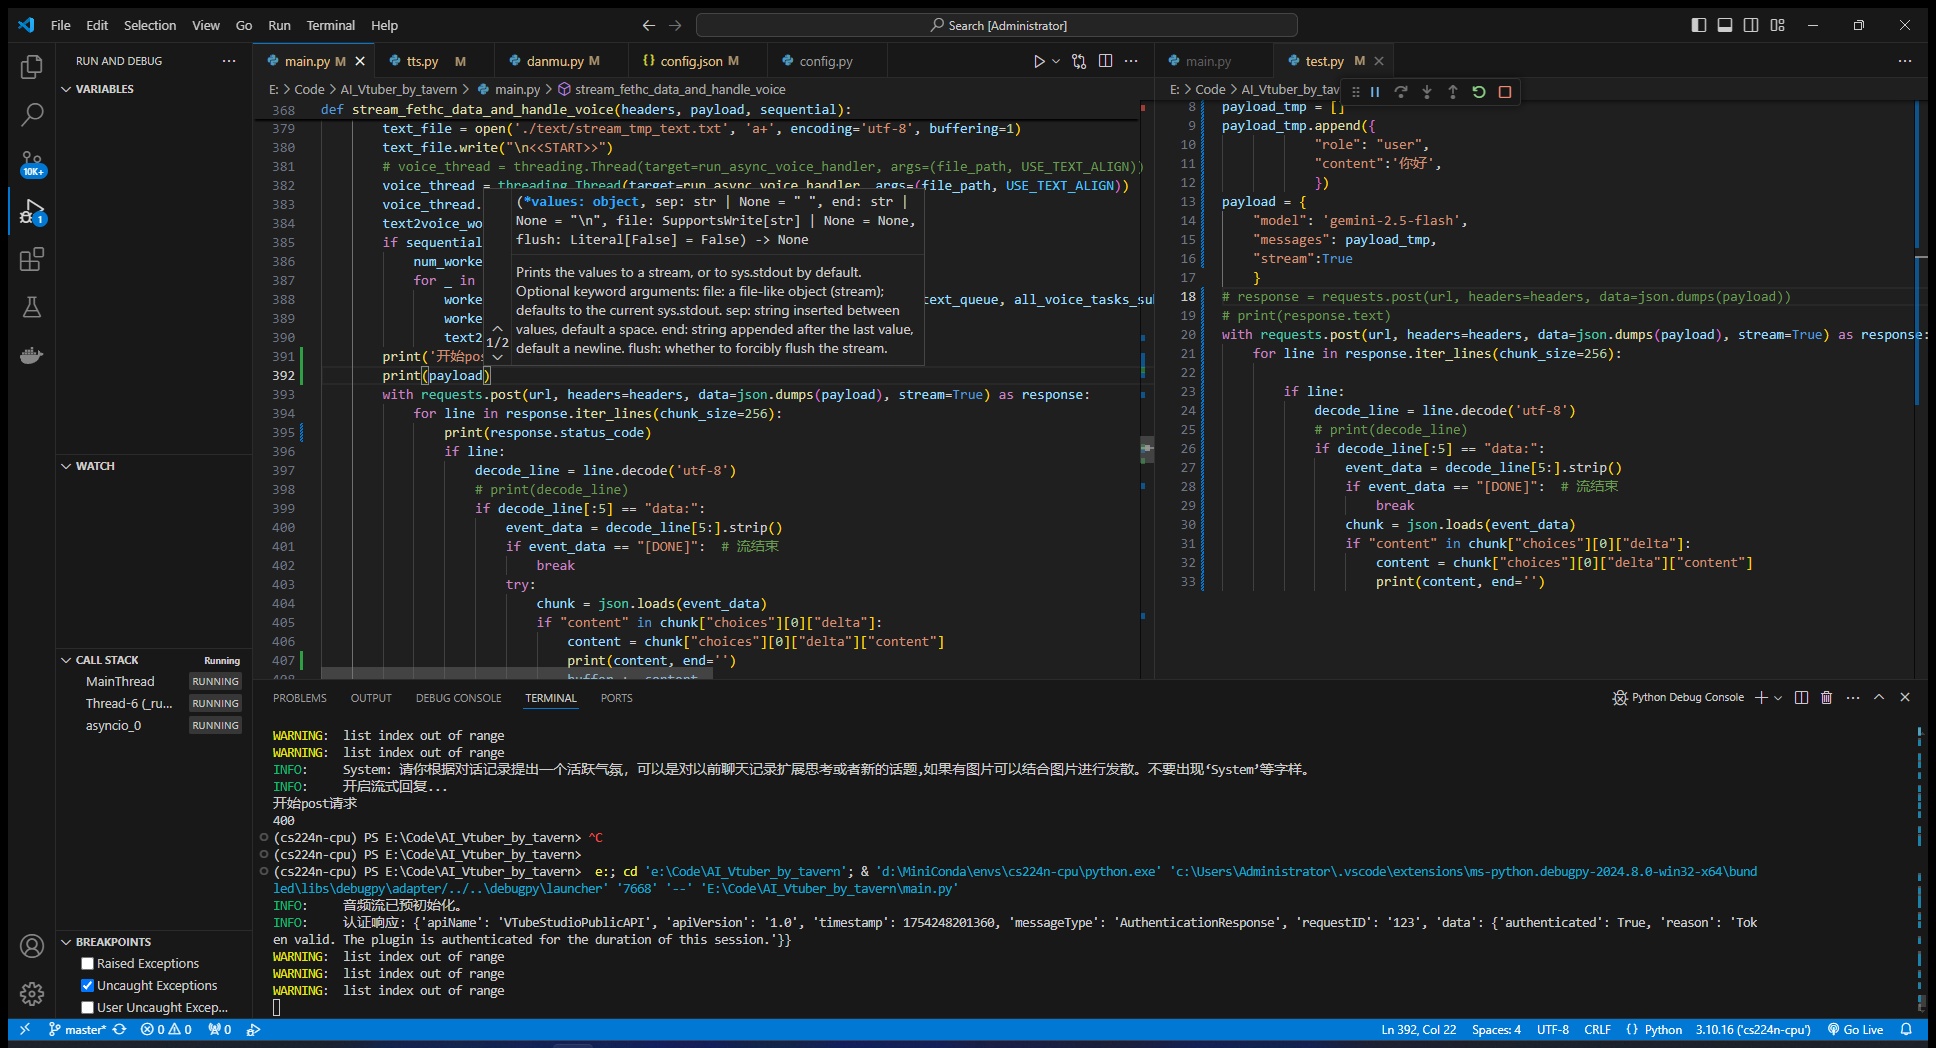 File Edit Selection View Go Run Terminal Help
Search [Administrator]
RUN AND DEBUG
VARIABLES
WATCH
CALL STACK Running
MainThread RUNNING
Thread-6 (_ru... RUNNING
asyncio_0 RUNNING
BREAKPOINTS
Raised Exceptions
Uncaught Exceptions
User Uncaught Excep...
10K+
1
main.py M tts.py M danmu.py M config.json M config.py
E: > Code > AI_Vtuber_by_tavern > main.py > stream_fethc_data_and_handle_voice
368 def stream_fethc_data_and_handle_voice(headers, payload, sequential):
379 text_file = open('./text/stream_tmp_text.txt', 'a+', encoding='utf-8', buffering=1)
380 text_file.write("\n<<START>>")
381 # voice_thread = threading.Thread(target=run_async_voice_handler, args=(file_path, USE_TEXT_ALIGN))
382 voice_thread = threading.Thread(target=run_async_voice_handler, args=(file_path, USE_TEXT_ALIGN))
383 voice_thread.
384 text2voice_wo
385 if sequential
386 num_worke
387 for _ in
388 worke text_queue, all_voice_tasks_su
389 worke
390 text2
391 print('开始pos
392 print(payload)
393 with requests.post(url, headers=headers, data=json.dumps(payload), stream=True) as response:
394 for line in response.iter_lines(chunk_size=256):
395 print(response.status_code)
396 if line:
397 decode_line = line.decode('utf-8')
398 # print(decode_line)
399 if decode_line[:5] == "data:":
400 event_data = decode_line[5:].strip()
401 if event_data == "[DONE]": # 流结束
402 break
403 try:
404 chunk = json.loads(event_data)
405 if "content" in chunk["choices"][0]["delta"]:
406 content = chunk["choices"][0]["delta"]["content"]
407 print(content, end='')
(*values: object, sep: str | None = " ", end: str |
None = "\n", file: SupportsWrite[str] | None = None,
flush: Literal[False] = False) -> None
Prints the values to a stream, or to sys.stdout by default.
Optional keyword arguments: file: a file-like object (stream);
defaults to the current sys.stdout. sep: string inserted between
values, default a space. end: string appended after the last value,
default a newline. flush: whether to forcibly flush the stream.
1/2
main.py test.py M
E: > Code > AI_Vtuber_by_tav
8 payload_tmp = []
9 payload_tmp.append({
10 "role": "user",
11 "content":'你好',
12 })
13 payload = {
14 "model": 'gemini-2.5-flash',
15 "messages": payload_tmp,
16 "stream":True
17 }
18 # response = requests.post(url, headers=headers, data=json.dumps(payload))
19 # print(response.text)
20 with requests.post(url, headers=headers, data=json.dumps(payload), stream=True) as response:
21 for line in response.iter_lines(chunk_size=256):
22
23 if line:
24 decode_line = line.decode('utf-8')
25 # print(decode_line)
26 if decode_line[:5] == "data:":
27 event_data = decode_line[5:].strip()
28 if event_data == "[DONE]": # 流结束
29 break
30 chunk = json.loads(event_data)
31 if "content" in chunk["choices"][0]["delta"]:
32 content = chunk["choices"][0]["delta"]["content"]
33 print(content, end='')
PROBLEMS OUTPUT DEBUG CONSOLE TERMINAL PORTS
Python Debug Console
WARNING: list index out of range
WARNING: list index out of range
INFO: System: 请你根据对话记录提出一个活跃气氛，可以是对以前聊天记录扩展思考或者新的话题,如果有图片可以结合图片进行发散。不要出现‘System’等字样。
INFO: 开启流式回复...
开始post请求
400
(cs224n-cpu) PS E:\Code\AI_Vtuber_by_tavern> ^C
(cs224n-cpu) PS E:\Code\AI_Vtuber_by_tavern>
(cs224n-cpu) PS E:\Code\AI_Vtuber_by_tavern> e:; cd 'e:\Code\AI_Vtuber_by_tavern'; & 'd:\MiniConda\envs\cs224n-cpu\python.exe' 'c:\Users\Administrator\.vscode\extensions\ms-python.debugpy-2024.8.0-win32-x64\bund
led\libs\debugpy\adapter/../..\debugpy\launcher' '7668' '--' 'E:\Code\AI_Vtuber_by_tavern\main.py'
INFO: 音频流已预初始化。
INFO: 认证响应: {'apiName': 'VTubeStudioPublicAPI', 'apiVersion': '1.0', 'timestamp': 1754248201360, 'messageType': 'AuthenticationResponse', 'requestID': '123', 'data': {'authenticated': True, 'reason': 'Tok
en valid. The plugin is authenticated for the duration of this session.'}}
WARNING: list index out of range
WARNING: list index out of range
WARNING: list index out of range
master* 0 0 0
Ln 392, Col 22 Spaces: 4 UTF-8 CRLF {} Python 3.10.16 ('cs224n-cpu') Go Live